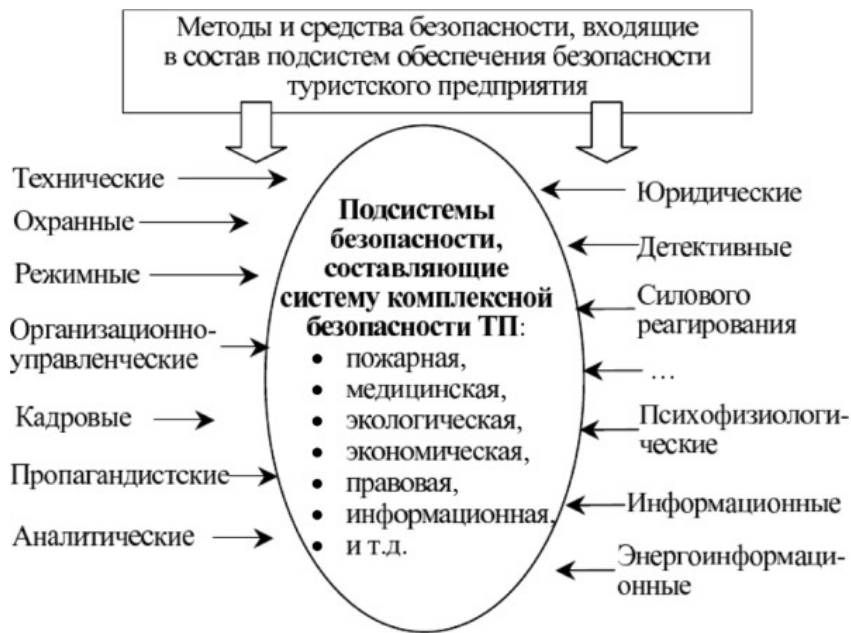 Методы и средства безопасности, входящие
в состав подсистем обеспечения безопасности
туристского предприятия
Технические
Охранные
Режимные
Организационно-
управленческие
Кадровые
Пропагандистские
Аналитические
Подсистемы
безопасности,
составляющие
систему комплексной
безопасности ТП:
• пожарная,
• медицинская,
• экологическая,
• экономическая,
• правовая,
• информационная,
• и т.д.
Юридические
Детективные
Силового
реагирования
…
Психофизиологи-
ческие
Информационные
Энергоинформаци-
онные